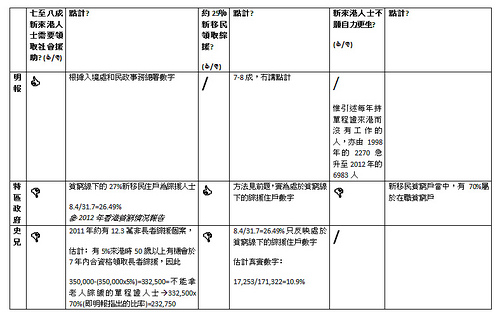 七至八成
新來港人
士需要領
取社會援
助? (👍/👎)
點計?
約 25%
新移民
領取綜
援?
(👍/👎)
點計?
新來港人士不
願自力更生?
(👍/👎)
點計?
明
報
👍
根據入境處和民政事務總署數字
/
7-8 成，冇講點計
/
惟引述每年持
單程證來港而
沒有工作的
人，亦由 1998
年的 2270 急
升至 2012 年的
6983 人
特
區
政
府
👎
貧窮線下的 27%新移民住戶為綜援人士
8.4/31.7=26.49%
參 2012 年香港貧窮情況報告
👍
方法見前題，實為處於貧窮線
下的綜援住戶數字
👎
新移民貧窮戶當中，有 70%屬
於在職貧窮戶
史
兄
👎
2011 年約有 12.3 萬非長者綜援個案，
估計：有 5%來港時 50 歲以上有機會於
7 年內合資格領取長者綜援，因此
350,000-(350,000x5%)=332,500=不能拿
老人綜援的單程證人士→332,500x
70%(即明報指出的比率)=232,750
👎
8.4/31.7=26.49%只反映處於
貧窮線下的綜援住戶數字
估計真實數字：
17,253/171,322=10.9%
/